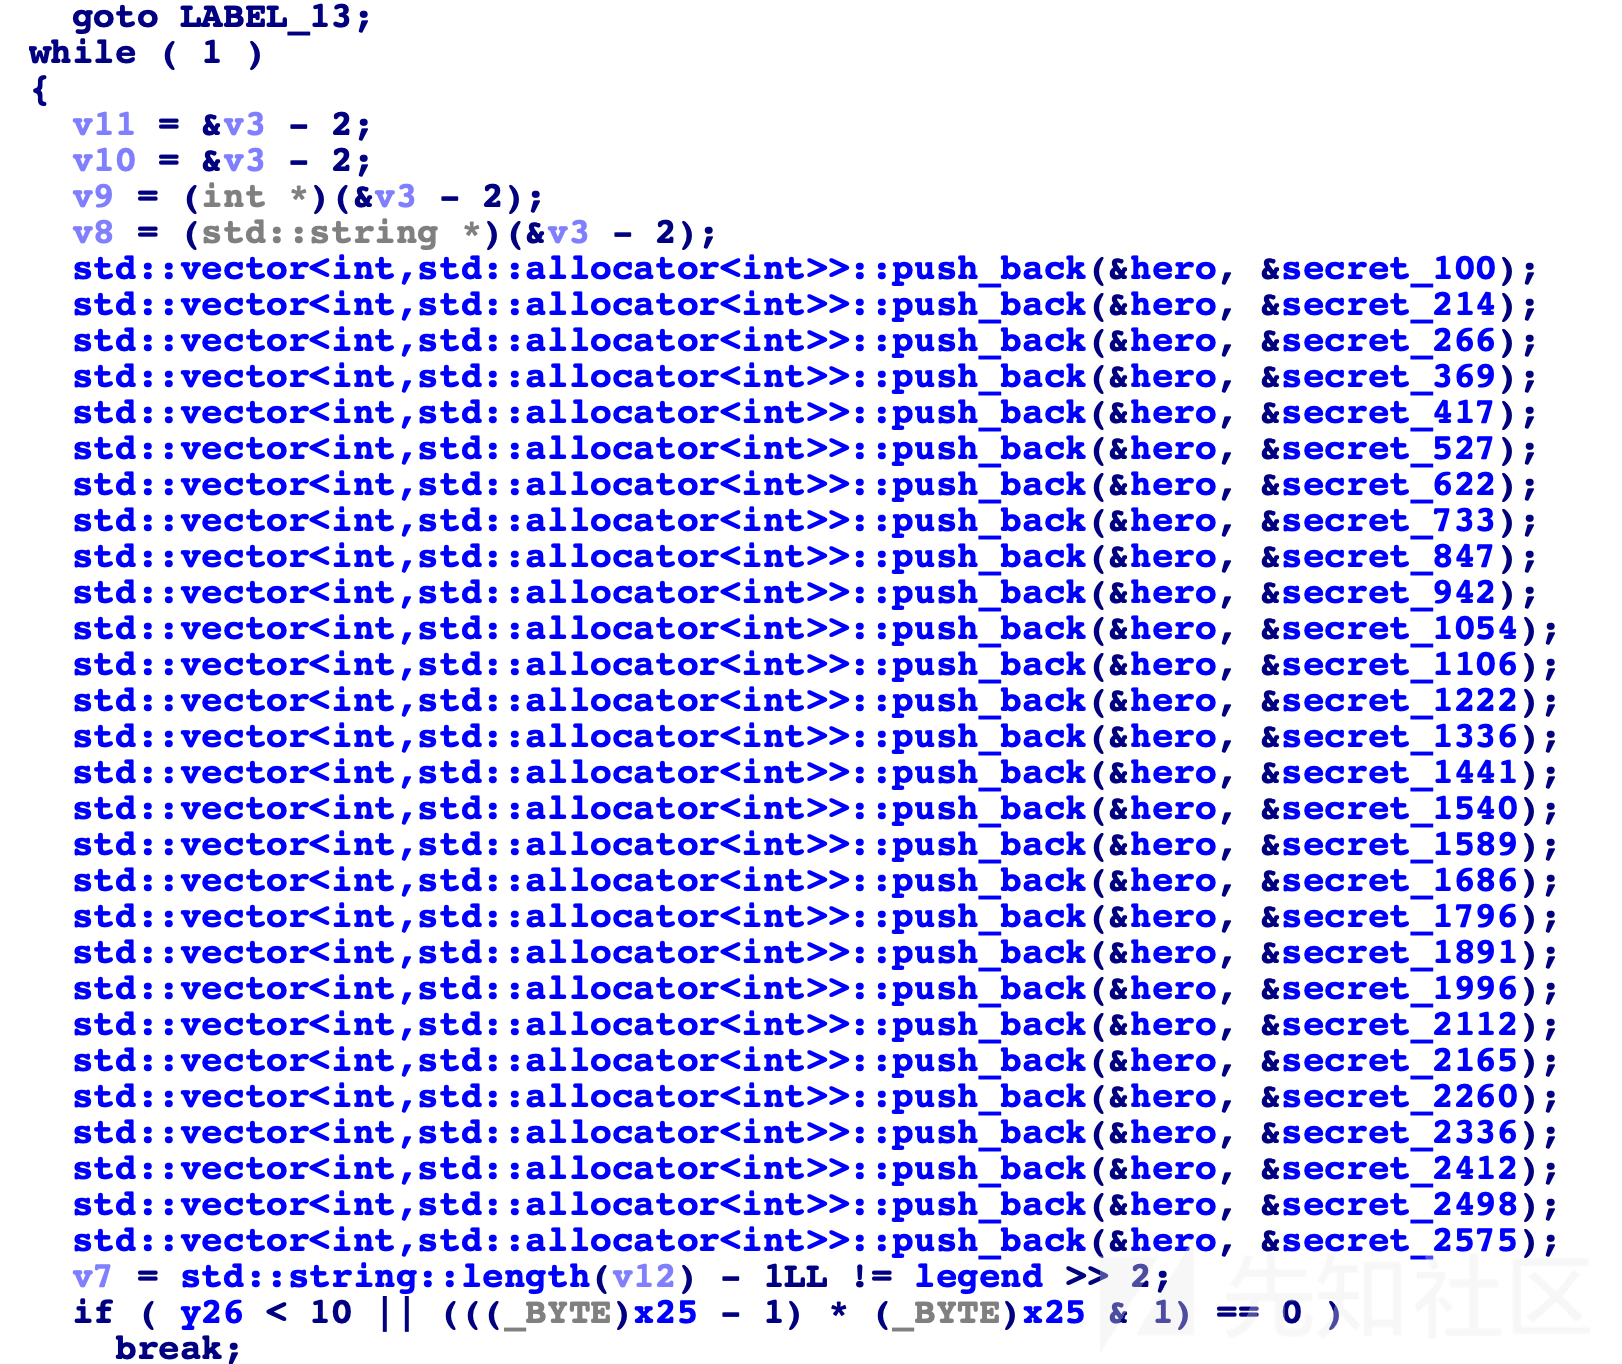 goto LABEL_13;
while ( 1 )
{
v11 = &v3 - 2;
v10 = &v3 - 2;
v9 = (int *)(&v3 - 2);
v8 = (std::string *)(&v3 - 2);
std::vector<int,std::allocator<int>>::push_back(&hero, &secret_100);
std::vector<int,std::allocator<int>>::push_back(&hero, &secret_214);
std::vector<int,std::allocator<int>>::push_back(&hero, &secret_266);
std::vector<int,std::allocator<int>>::push_back(&hero, &secret_369);
std::vector<int,std::allocator<int>>::push_back(&hero, &secret_417);
std::vector<int,std::allocator<int>>::push_back(&hero, &secret_527);
std::vector<int,std::allocator<int>>::push_back(&hero, &secret_622);
std::vector<int,std::allocator<int>>::push_back(&hero, &secret_733);
std::vector<int,std::allocator<int>>::push_back(&hero, &secret_847);
std::vector<int,std::allocator<int>>::push_back(&hero, &secret_942);
std::vector<int,std::allocator<int>>::push_back(&hero, &secret_1054);
std::vector<int,std::allocator<int>>::push_back(&hero, &secret_1106);
std::vector<int,std::allocator<int>>::push_back(&hero, &secret_1222);
std::vector<int,std::allocator<int>>::push_back(&hero, &secret_1336);
std::vector<int,std::allocator<int>>::push_back(&hero, &secret_1441);
std::vector<int,std::allocator<int>>::push_back(&hero, &secret_1540);
std::vector<int,std::allocator<int>>::push_back(&hero, &secret_1589);
std::vector<int,std::allocator<int>>::push_back(&hero, &secret_1686);
std::vector<int,std::allocator<int>>::push_back(&hero, &secret_1796);
std::vector<int,std::allocator<int>>::push_back(&hero, &secret_1891);
std::vector<int,std::allocator<int>>::push_back(&hero, &secret_1996);
std::vector<int,std::allocator<int>>::push_back(&hero, &secret_2112);
std::vector<int,std::allocator<int>>::push_back(&hero, &secret_2165);
std::vector<int,std::allocator<int>>::push_back(&hero, &secret_2260);
std::vector<int,std::allocator<int>>::push_back(&hero, &secret_2336);
std::vector<int,std::allocator<int>>::push_back(&hero, &secret_2412);
std::vector<int,std::allocator<int>>::push_back(&hero, &secret_2498);
std::vector<int,std::allocator<int>>::push_back(&hero, &secret_2575);
v7 = std::string::length(v12) - 1LL != legend >> 2;
if ( y26 < 10 || (((_BYTE)x25 - 1) * (_BYTE)x25 & 1) == 0 )
break;
先知社区